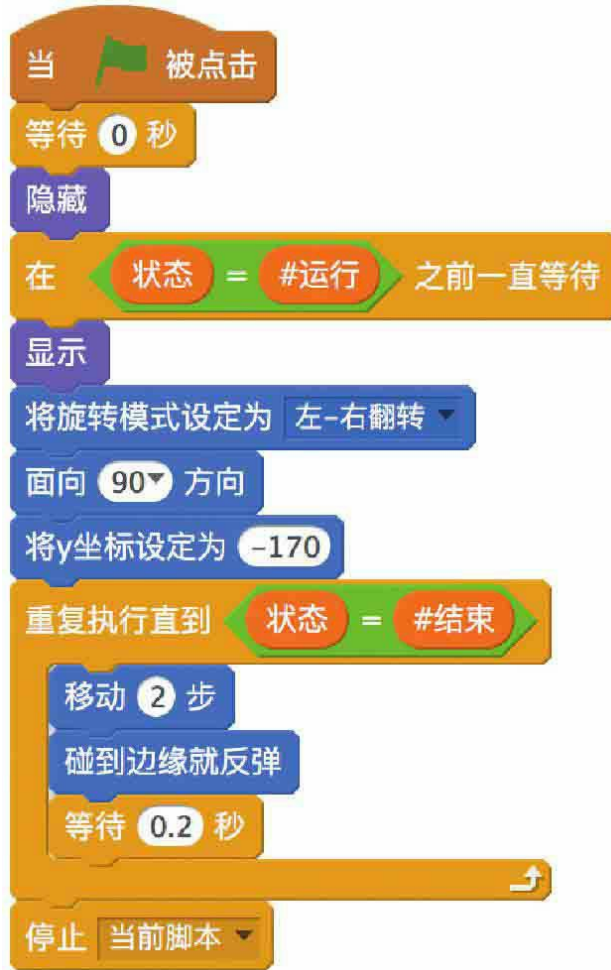 当 被点击
等待 0 秒
隐藏
在 状态 = #运行 之前一直等待
显示
将旋转模式设定为 左-右翻转
面向 90 方向
将y坐标设定为 -170
重复执行直到 状态 = #结束
移动 2 步
碰到边缘就反弹
等待 0.2 秒
停止 当前脚本